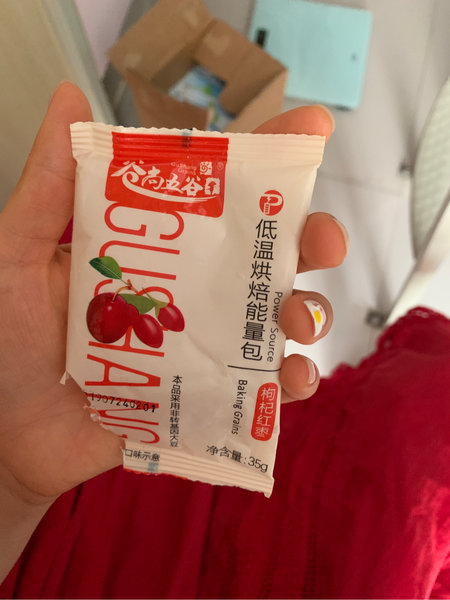 谷尚五谷
GUSHANG
低温烘焙能量包
Power Source
Baking Grains
枸杞红枣
本品采用非转基因大豆
净含量:35g
口味示意